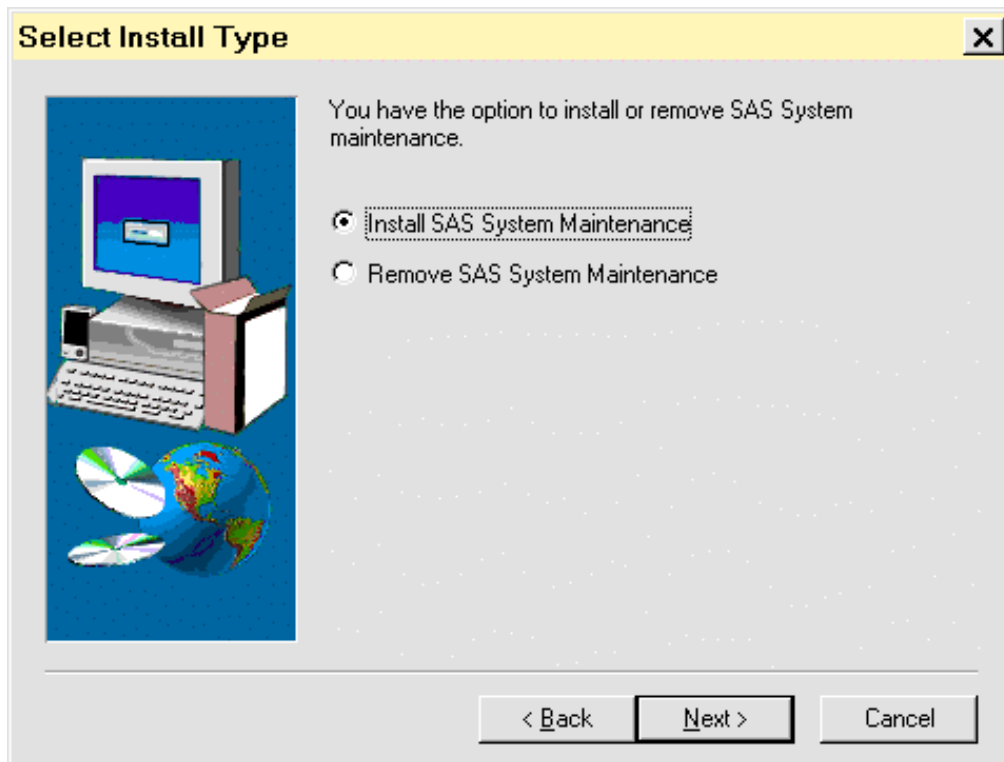 Select Install Type
You have the option to install or remove SAS System
maintenance.
Install SAS System Maintenance
Remove SAS System Maintenance
< Back
Next >
Cancel